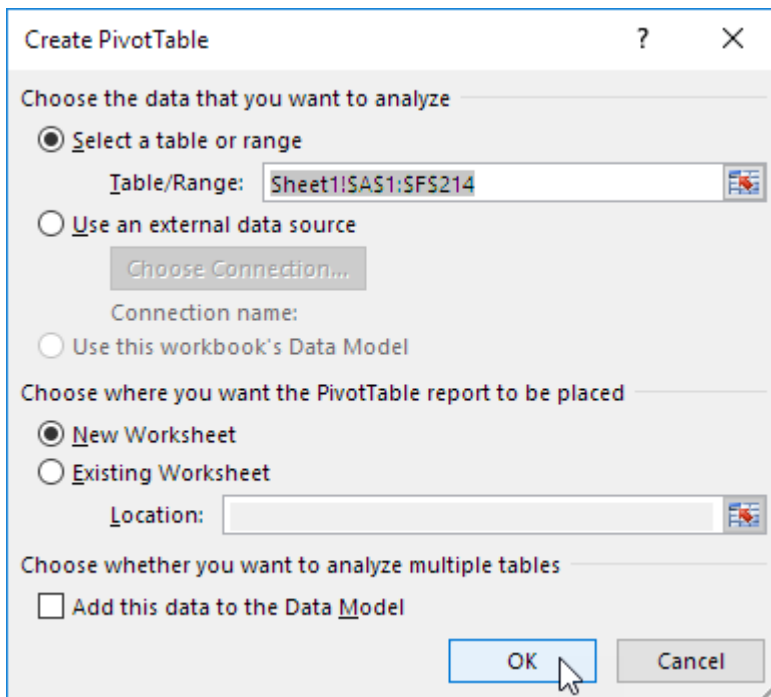 Create PivotTable
?
Choose the data that you want to analyze
Select a table or range
Table/Range: Sheet1!$A$1:$F$214
Use an external data source
Choose Connection...
Connection name:
Use this workbook's Data Model
Choose where you want the PivotTable report to be placed
New Worksheet
Existing Worksheet
Location:
Choose whether you want to analyze multiple tables
Add this data to the Data Model
OK Cancel